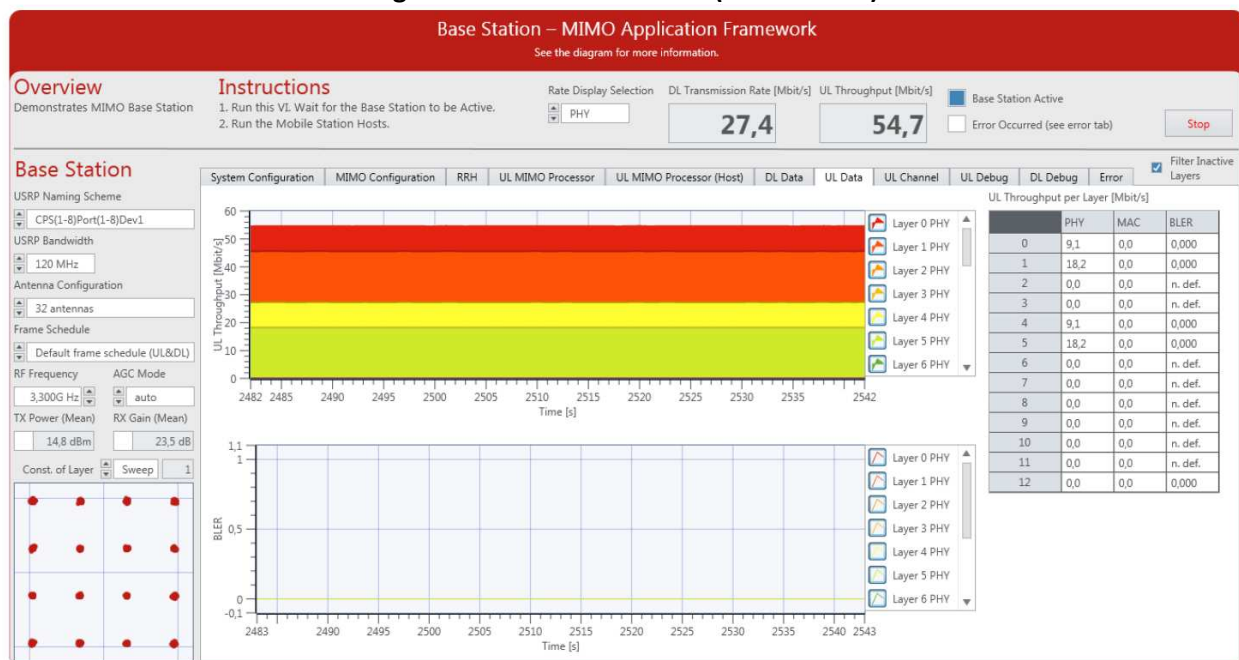 Base Station – MIMO Application Framework
See the diagram for more information.
Overview
Demonstrates MIMO Base Station
Instructions
1. Run this VI. Wait for the Base Station to be Active.
2. Run the Mobile Station Hosts.
Rate Display Selection
PHY
DL Transmission Rate [Mbit/s]
27,4
UL Throughput [Mbit/s]
54,7
Base Station Active
Error Occurred (see error tab)
Stop
Base Station
USRP Naming Scheme
CPS(1-8)Port(1-8)Dev1
USRP Bandwidth
120 MHz
Antenna Configuration
32 antennas
Frame Schedule
Default frame schedule (UL&DL)
RF Frequency AGC Mode
3,300G Hz auto
TX Power (Mean) RX Gain (Mean)
14,8 dBm 23,5 dB
Const. of Layer Sweep 1
System Configuration MIMO Configuration RRH UL MIMO Processor UL MIMO Processor (Host) DL Data UL Data UL Channel UL Debug DL Debug Error
Filter Inactive
Layers
UL Throughput [Mbit/s]
60
50
40
30
20
10
0
2482 2485 2490 2495 2500 2505 2510 2515 2520 2525 2530 2535 2542
Time [s]
Layer 0 PHY
Layer 1 PHY
Layer 2 PHY
Layer 3 PHY
Layer 4 PHY
Layer 5 PHY
Layer 6 PHY
BLER
1,1
1
0,5
0
-0,1
2483 2490 2495 2500 2505 2510 2515 2520 2525 2530 2535 2540 2543
Time [s]
Layer 0 PHY
Layer 1 PHY
Layer 2 PHY
Layer 3 PHY
Layer 4 PHY
Layer 5 PHY
Layer 6 PHY
UL Throughput per Layer [Mbit/s]
PHY MAC BLER
0 9,1 0,0 0,000
1 18,2 0,0 0,000
2 0,0 0,0 n. def.
3 0,0 0,0 n. def.
4 9,1 0,0 0,000
5 18,2 0,0 0,000
6 0,0 0,0 n. def.
7 0,0 0,0 n. def.
8 0,0 0,0 n. def.
9 0,0 0,0 n. def.
10 0,0 0,0 n. def.
11 0,0 0,0 n. def.
12 0,0 0,0 0,000